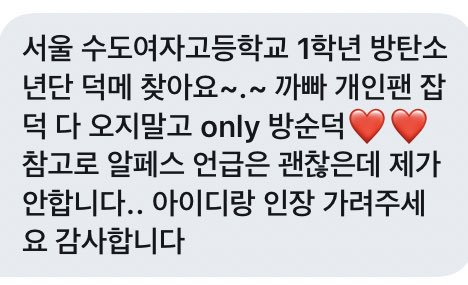 서울 수도여자고등학교 1학년 방탄소
년단 덕메 찾아요~.~ 까빠 개인팬 잡
덕 다 오지말고 only 방순덕❤️❤️
참고로 알페스 언급은 괜찮은데 제가
안합니다.. 아이디랑 인장 가려주세
요 감사합니다